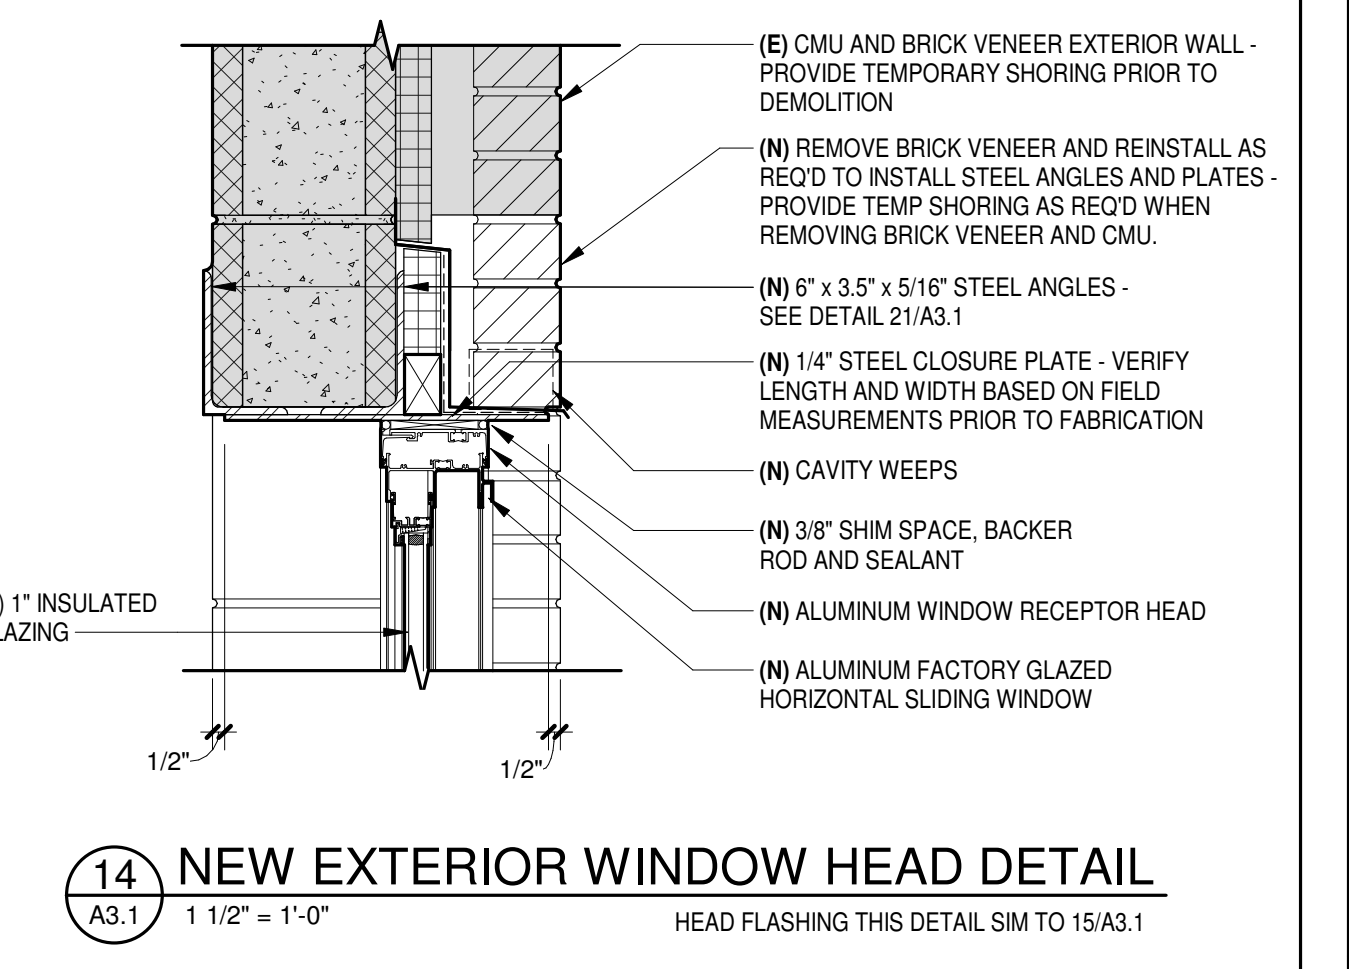 (E) CMU AND BRICK VENEER EXTERIOR WALL -
PROVIDE TEMPORARY SHORING PRIOR TO
DEMOLITION
(N) REMOVE BRICK VENEER AND REINSTALL AS
REQ'D TO INSTALL STEEL ANGLES AND PLATES -
PROVIDE TEMP SHORING AS REQ'D WHEN
REMOVING BRICK VENEER AND CMU.
(N) 6" x 3.5" x 5/16" STEEL ANGLES -
SEE DETAIL 21/A3.1
(N) 1/4" STEEL CLOSURE PLATE - VERIFY
LENGTH AND WIDTH BASED ON FIELD
MEASUREMENTS PRIOR TO FABRICATION
(N) CAVITY WEEPS
(N) 3/8" SHIM SPACE, BACKER
ROD AND SEALANT
(N) ALUMINUM WINDOW RECEPTOR HEAD
(N) ALUMINUM FACTORY GLAZED
HORIZONTAL SLIDING WINDOW
) 1" INSULATED
LAZING
1/2"
1/2"
14
A3.1
NEW EXTERIOR WINDOW HEAD DETAIL
1 1/2" = 1'-0"
HEAD FLASHING THIS DETAIL SIM TO 15/A3.1